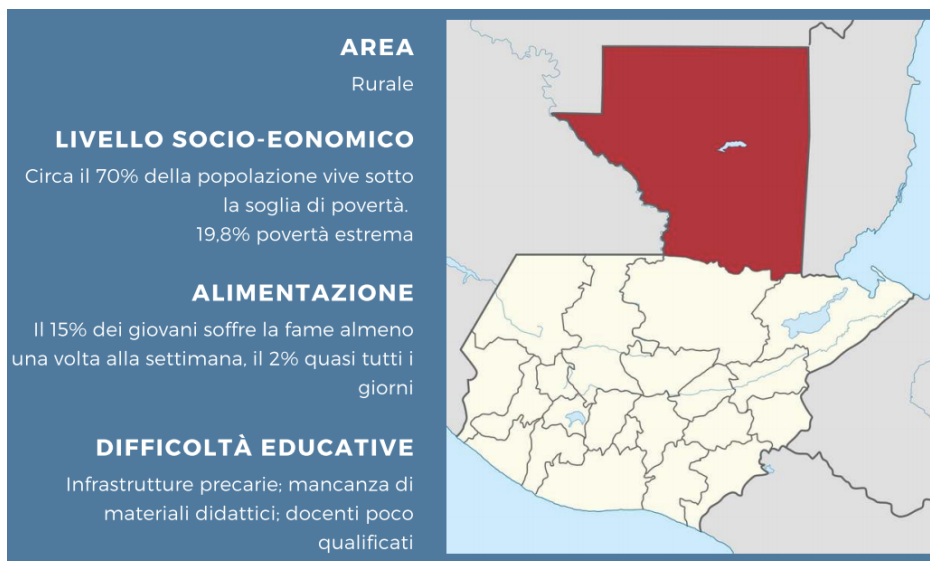 AREA
Rurale
LIVELLO SOCIO-EONOMICO
Circa il 70% della popolazione vive sotto
la soglia di povertà.
19,8% povertà estrema
ALIMENTAZIONE
Il 15% dei giovani soffre la fame almeno
una volta alla settimana, il 2% quasi tutti i
giorni
DIFFICOLTÀ EDUCATIVE
Infrastrutture precarie; mancanza di
materiali didattici; docenti poco
qualificati